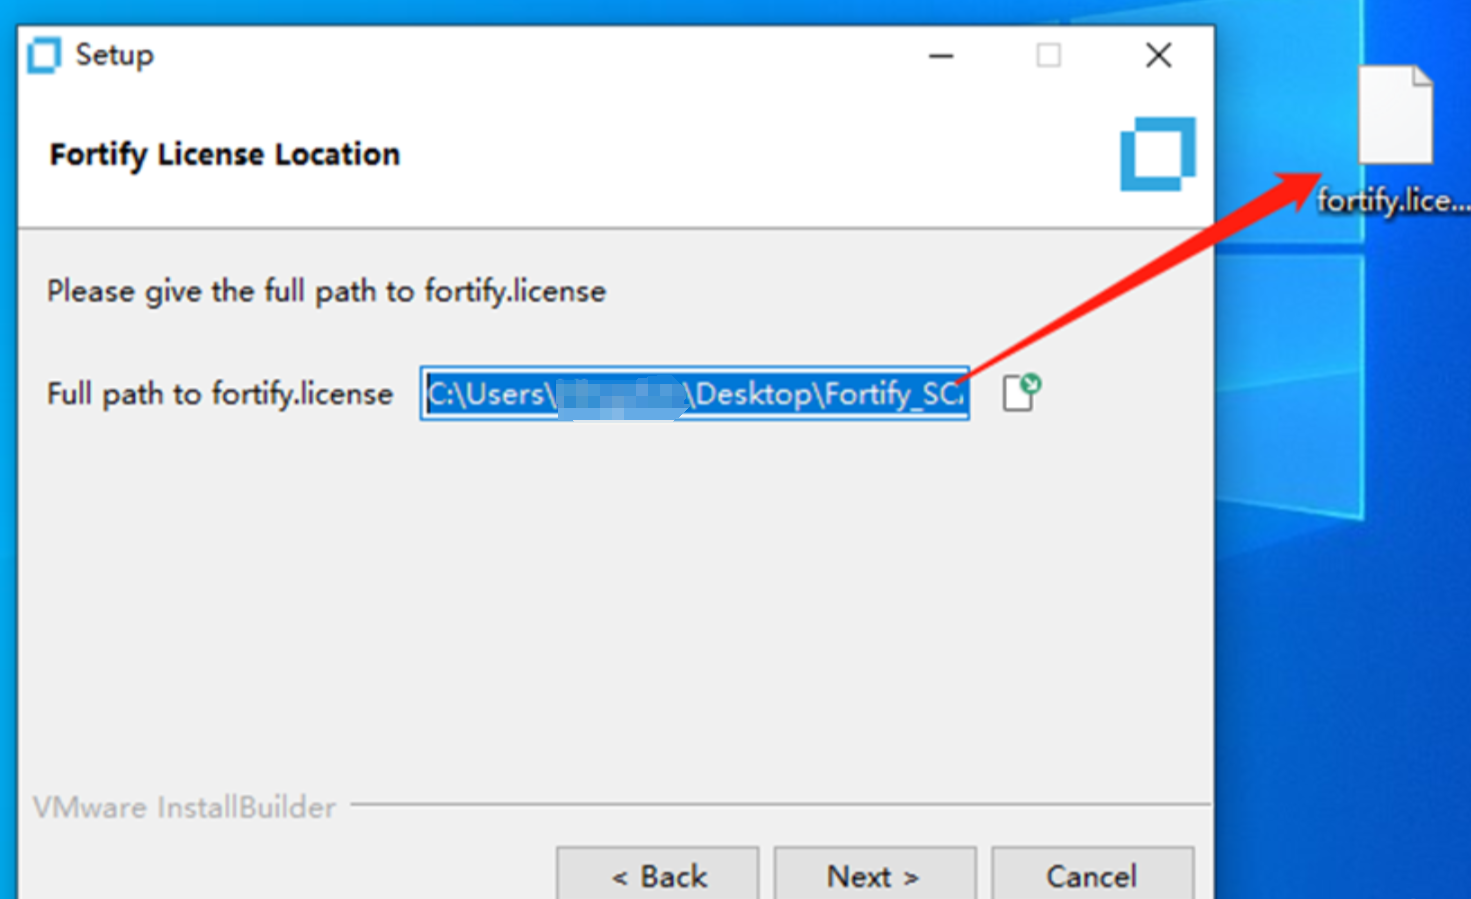 Setup
Fortify License Location
fortify.lice...
Please give the full path to fortify.license
Full path to fortify.license C:\Users\ \Desktop\Fortify_SC
VMware InstallBuilder
< Back Next > Cancel